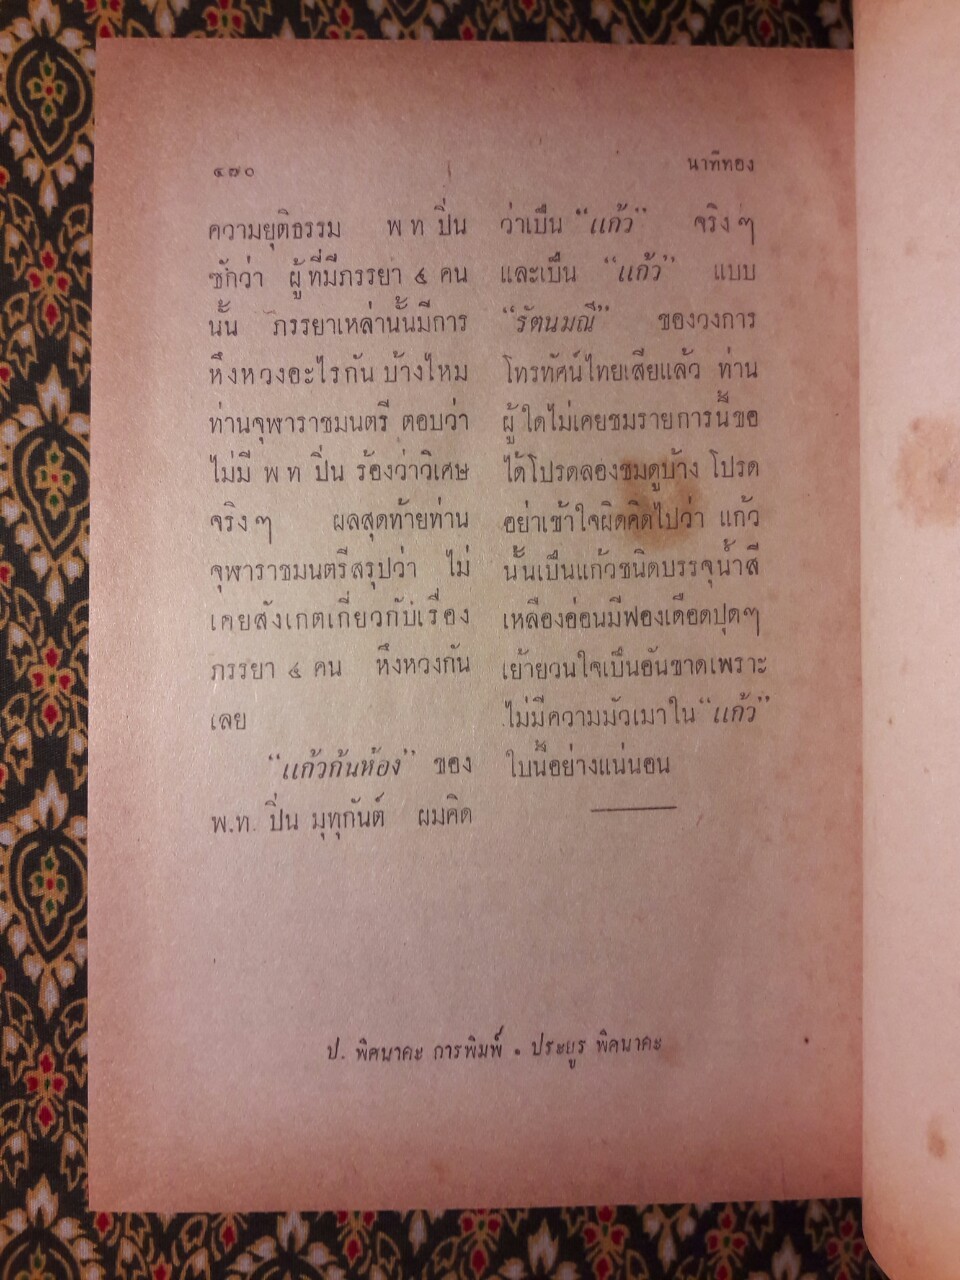 ๔๗๐
นาทีทอง
ความยุติธรรม พ ท ปิ่น
ซักว่า ผู้ที่มีภรรยา ๔ คน
นั้น ภรรยาเหล่านั้นมีการ
หึงหวงอะไรกัน บ้างไหม
ท่านจุฬาราชมนตรี ตอบว่า
ไม่มี พ ท ปิ่น ร้องว่าวิเศษ
จริงๆ ผลสุดท้ายท่าน
จุฬาราชมนตรีสรุปว่า ไม่
เคยสังเกตเกี่ยวกับเรื่อง
ภรรยา ๔ คน หึงหวงกัน
เลย
“แก้วก้นห้อง” ของ
พ.ท. ปิ่น มุทุกันต์ ผมคิด
ว่าเป็น “แก้ว” จริงๆ
และเป็น “แก้ว” แบบ
“รัตนมณี” ของวงการ
โทรทัศน์ไทยเสียแล้ว ท่าน
ผู้ใดไม่เคยชมรายการนี้ขอ
ได้โปรดลองชมดูบ้าง โปรด
อย่าเข้าใจผิดคิดไปว่า แก้ว
นั้นเป็นแก้วชนิดบรรจุน้ำสี
เหลืองอ่อนมีฟองเดือดปุดๆ
เย้ายวนใจเป็นอันขาดเพราะ
ไม่มีความมัวเมาใน “แก้ว”
ใบนี้อย่างแน่นอน
ป. พิศนาคะ การพิมพ์ • ประยูร พิศนาคะ